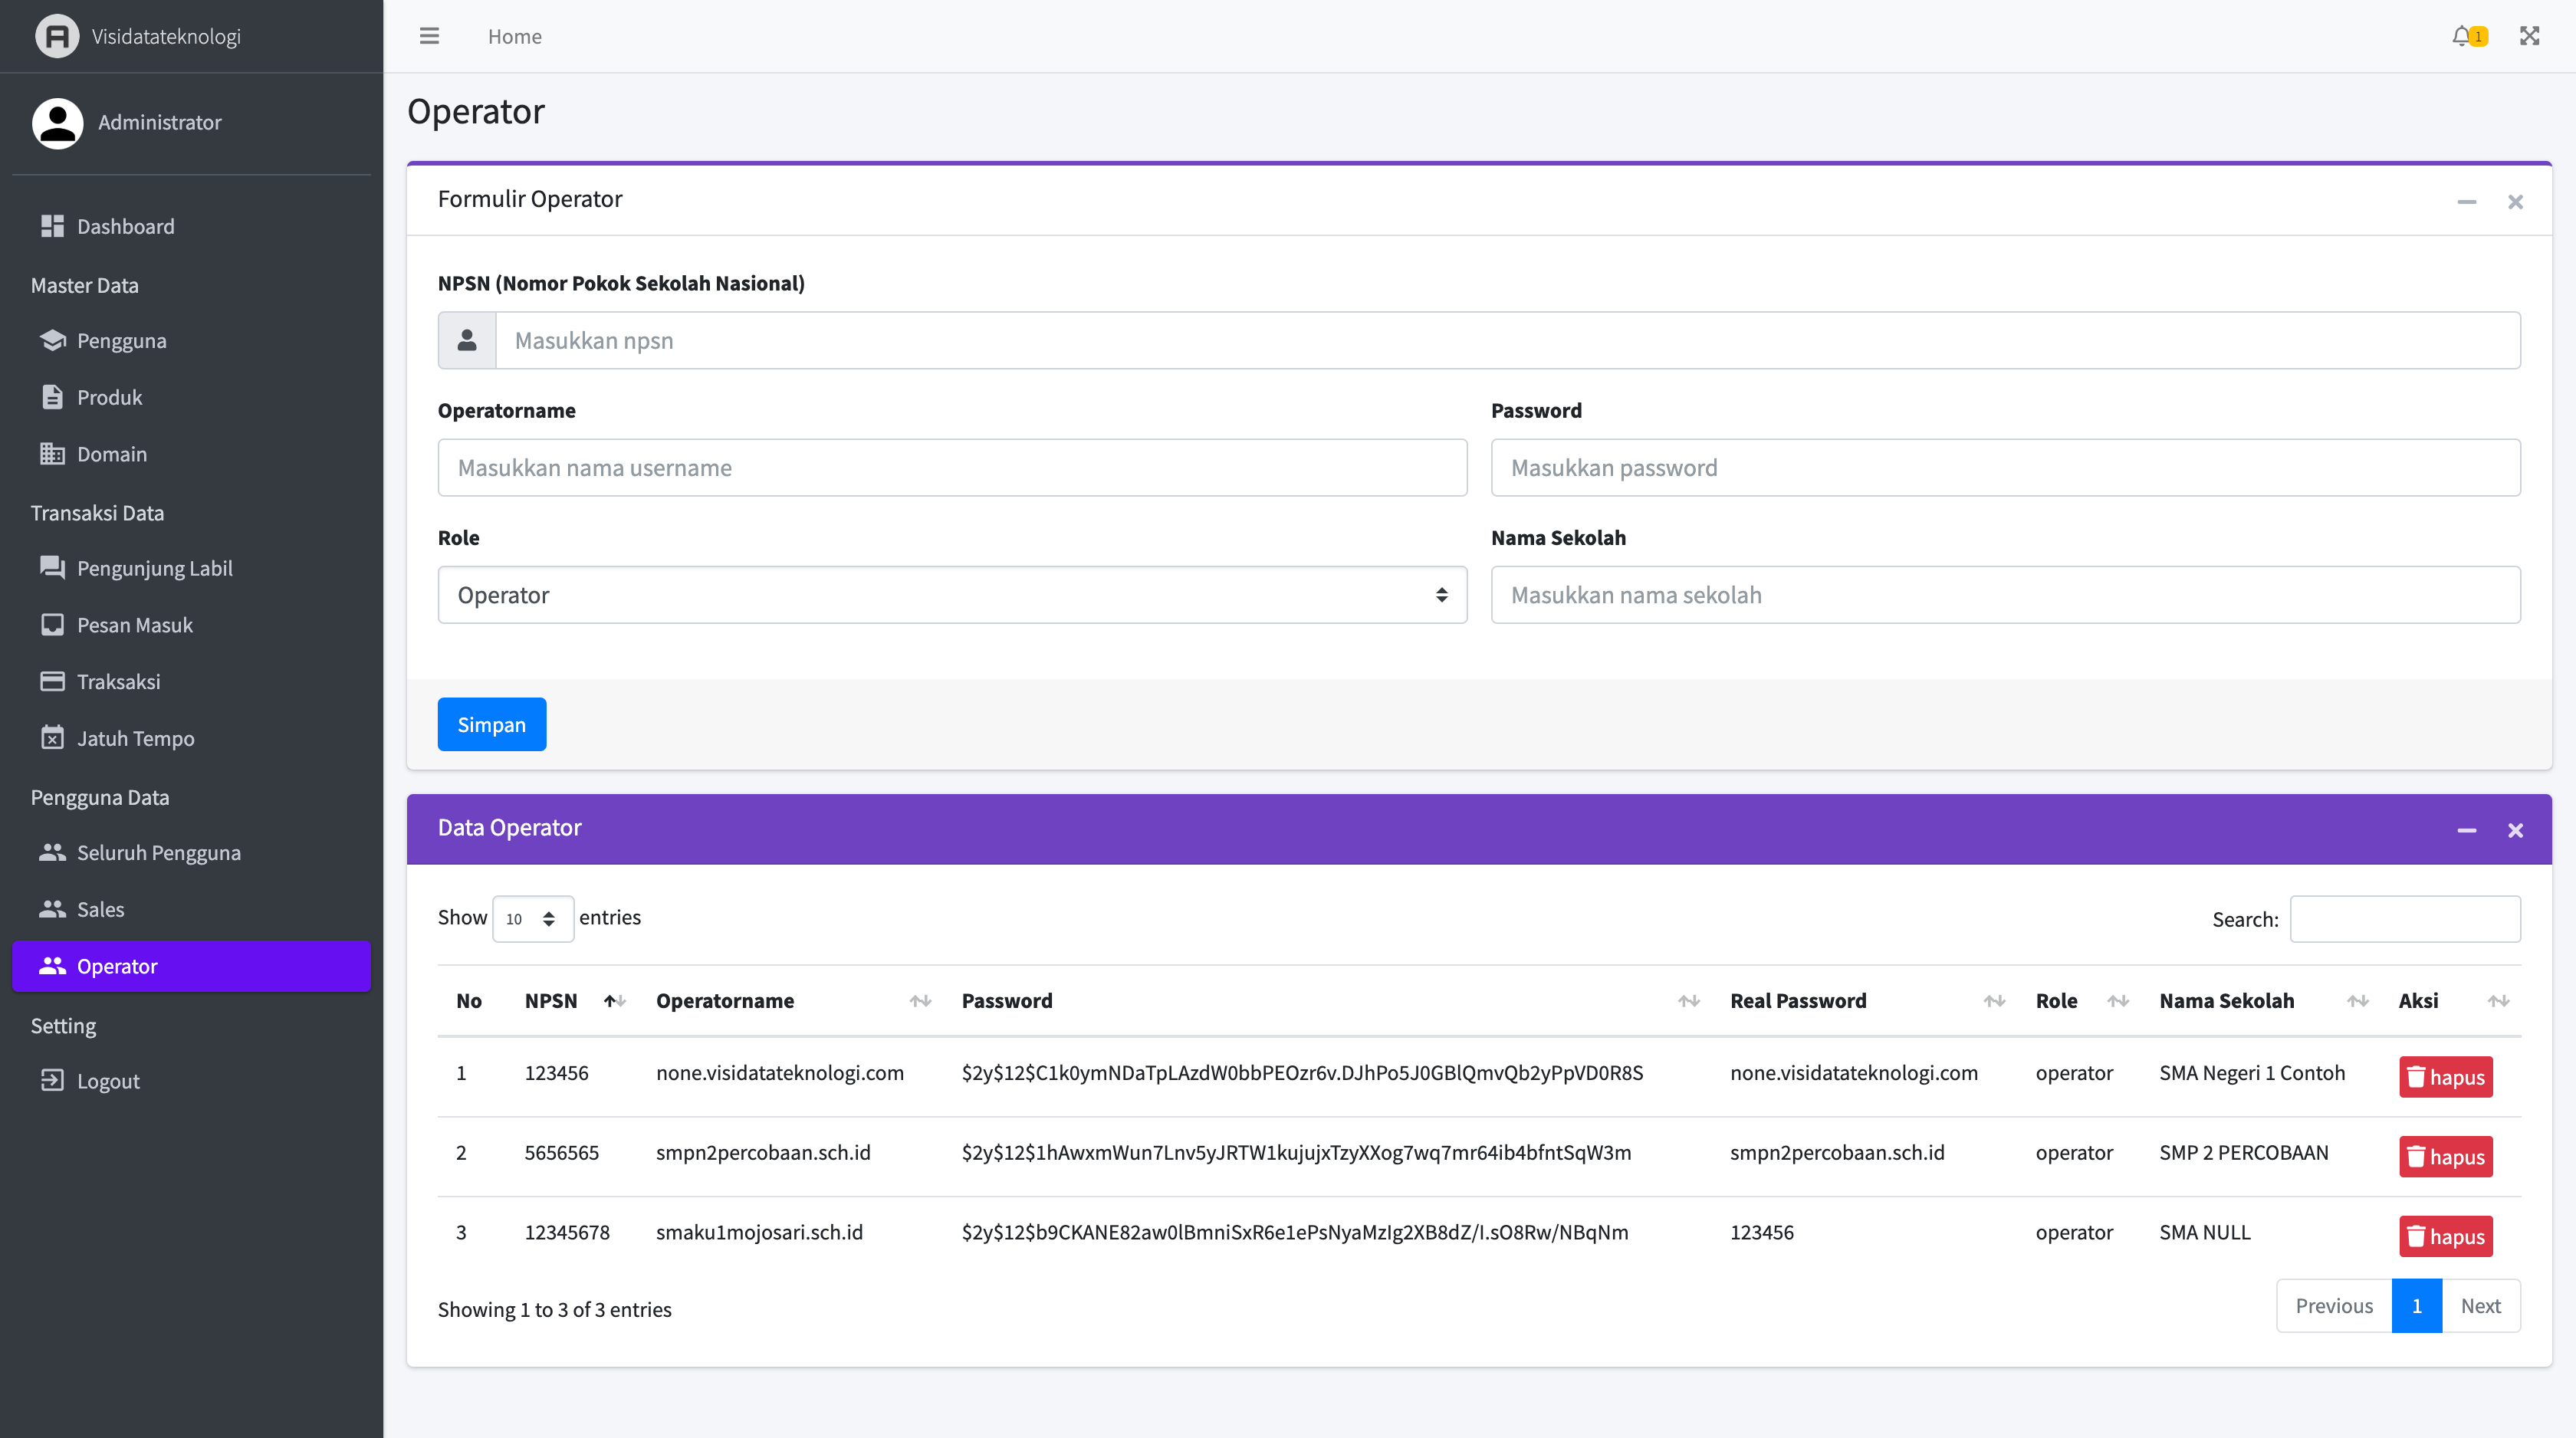 Visidatateknologi
Home
1
Administrator
Dashboard
Master Data
Pengguna
Produk
Domain
Transaksi Data
Pengunjung Labil
Pesan Masuk
Traksaksi
Jatuh Tempo
Pengguna Data
Seluruh Pengguna
Sales
Operator
Setting
Logout
Operator
Formulir Operator
NPSN (Nomor Pokok Sekolah Nasional)
Masukkan npsn
Operatorname
Password
Masukkan nama username
Masukkan password
Role
Nama Sekolah
Operator
Masukkan nama sekolah
Simpan
Data Operator
Show 10 entries
Search:
No NPSN Operatorname Password Real Password Role Nama Sekolah Aksi
1 123456 none.visidatateknologi.com $2y$12$C1k0ymNDaTpLAzdW0bbPEOzr6v.DJhPo5J0GBlQmvQb2yPpVD0R8S none.visidatateknologi.com operator SMA Negeri 1 Contoh hapus
2 5656565 smpn2percobaan.sch.id $2y$12$1hAwxmWun7Lnv5yJRTW1kujujxTzyXXog7wq7mr64ib4bfntSqW3m smpn2percobaan.sch.id operator SMP 2 PERCOBAAN hapus
3 12345678 smaku1mojosari.sch.id $2y$12$b9CKANE82aw0lBmniSxR6e1ePsNyaMzIg2XB8dZ/I.sO8Rw/NBqNm 123456 operator SMA NULL hapus
Showing 1 to 3 of 3 entries
Previous 1 Next